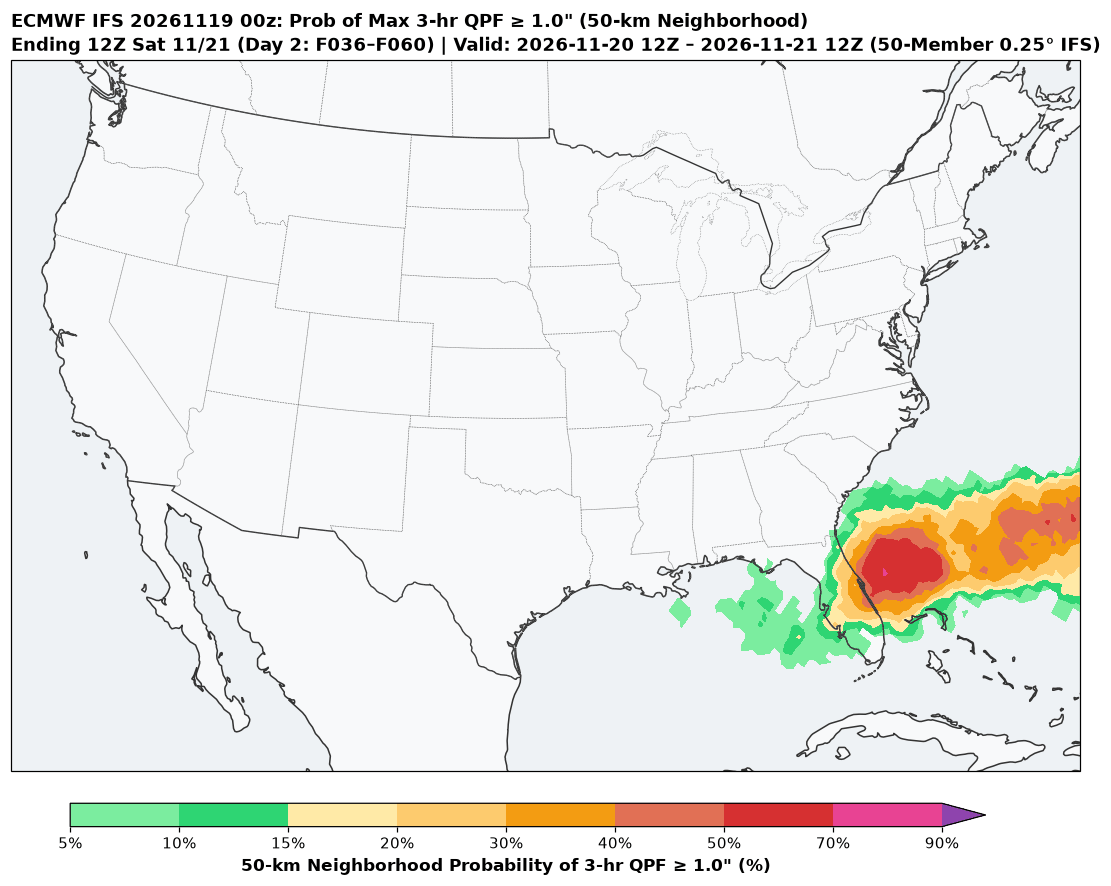 ECMWF IFS 20261119 00z: Prob of Max 3-hr QPF ≥ 1.0" (50-km Neighborhood)
Ending 12Z Sat 11/21 (Day 2: F036–F060) | Valid: 2026-11-20 12Z – 2026-11-21 12Z (50-Member 0.25° IFS)
5% 10% 15% 20% 30% 40% 50% 70% 90%
50-km Neighborhood Probability of 3-hr QPF ≥ 1.0" (%)